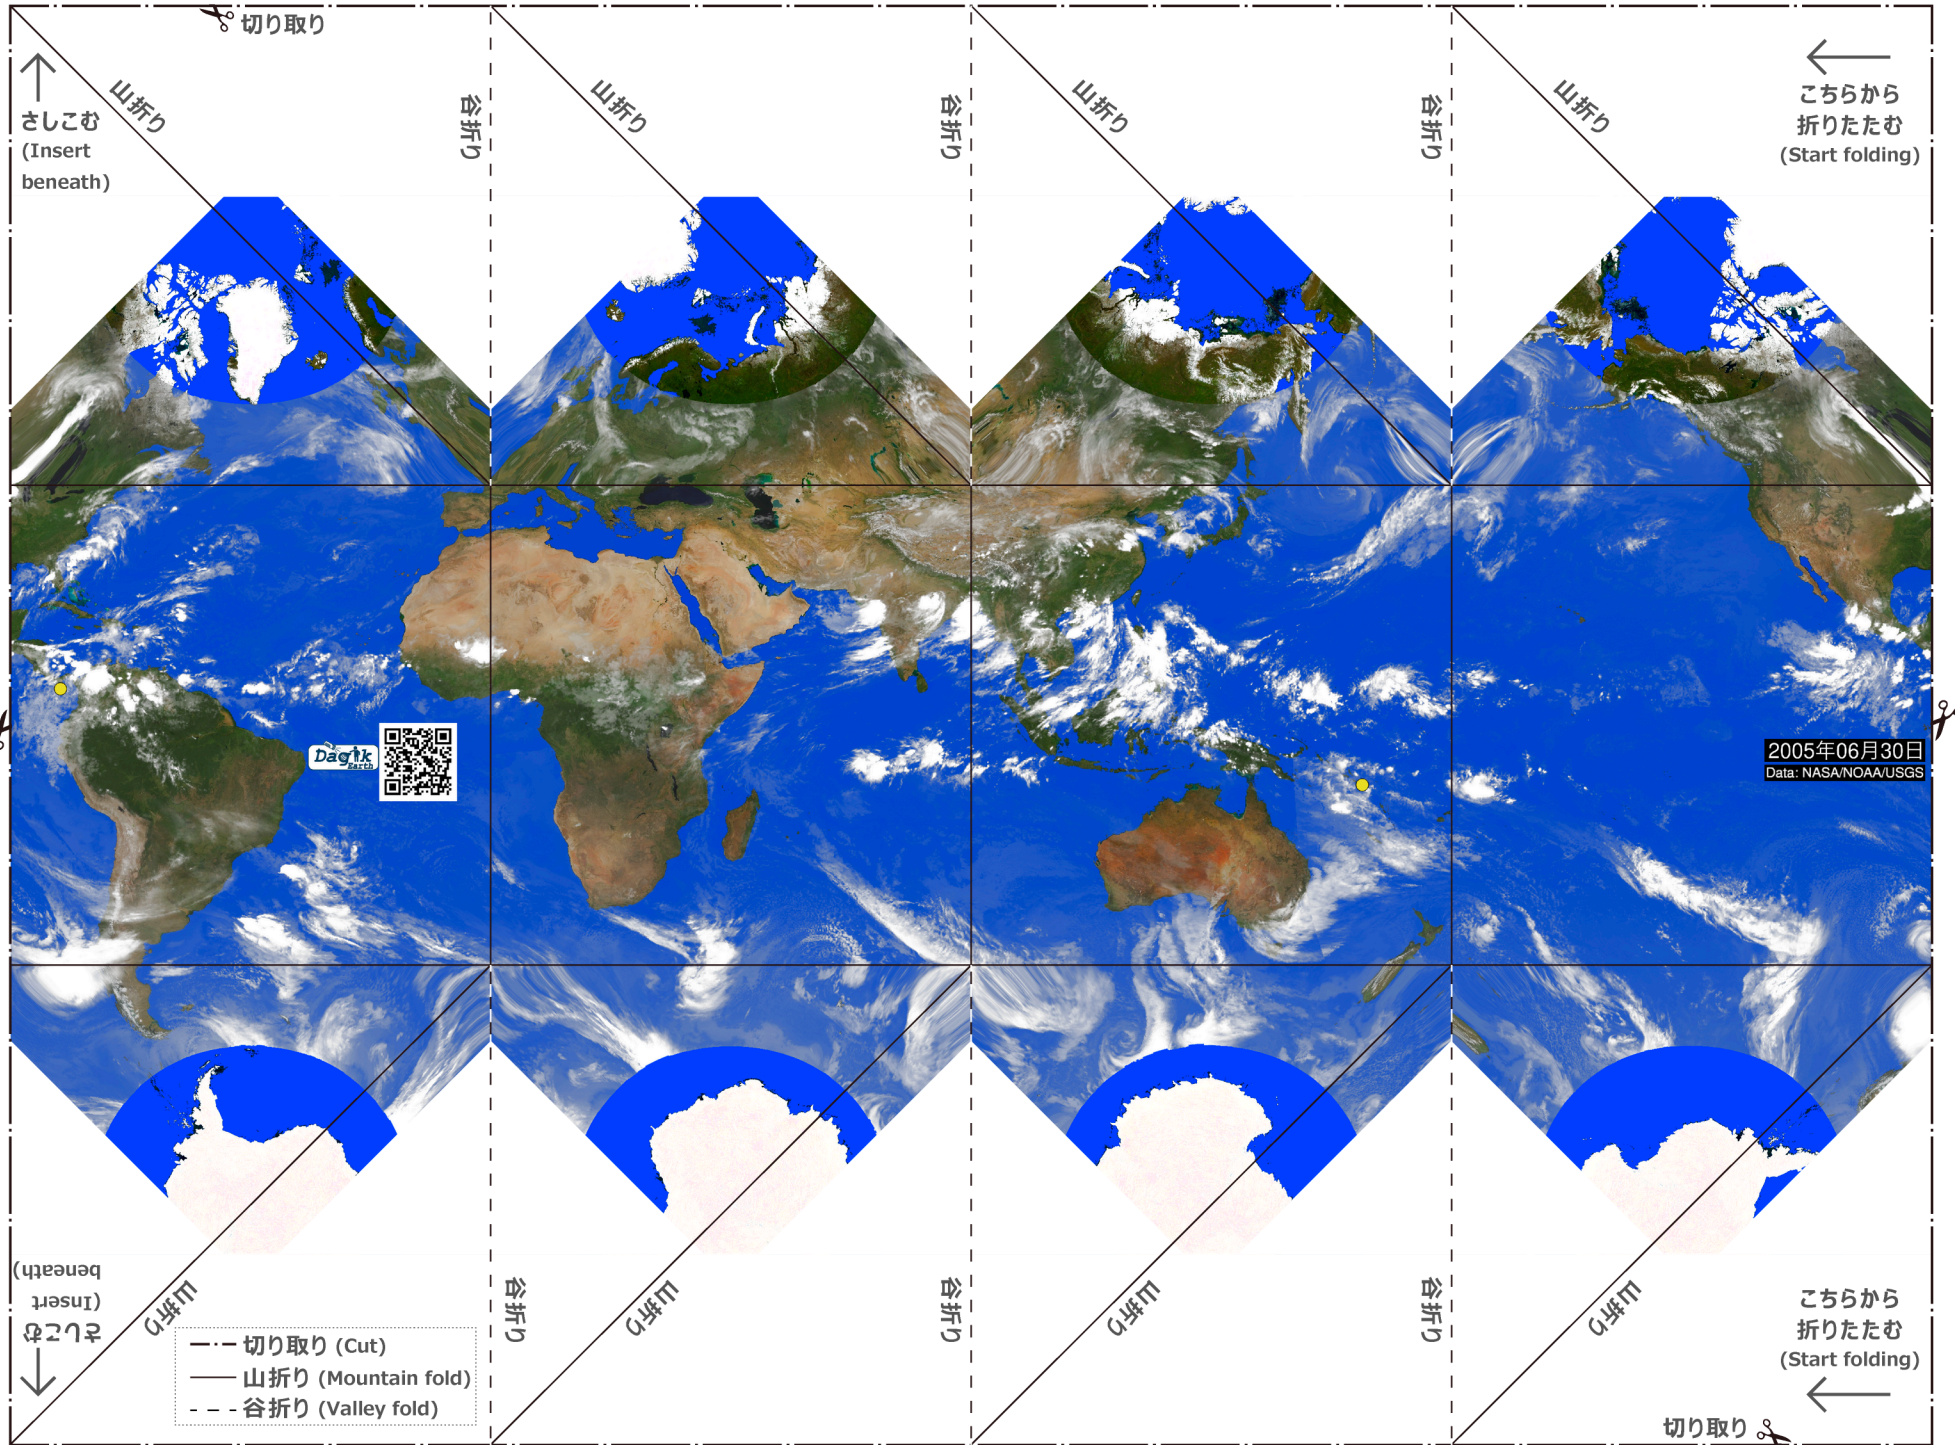 切り取り
さしこむ
(Insert
beneath)
山折り
谷折り
山折り
谷折り
山折り
谷折り
山折り
こちらから
折りたたむ
(Start folding)
Dagik
Earth
2005年06月30日
Data: NASA/NOAA/USGS
さしこむ
(Insert
beneath)
山折り
谷折り
山折り
谷折り
山折り
谷折り
山折り
こちらから
折りたたむ
(Start folding)
切り取り (Cut)
山折り (Mountain fold)
谷折り (Valley fold)
切り取り